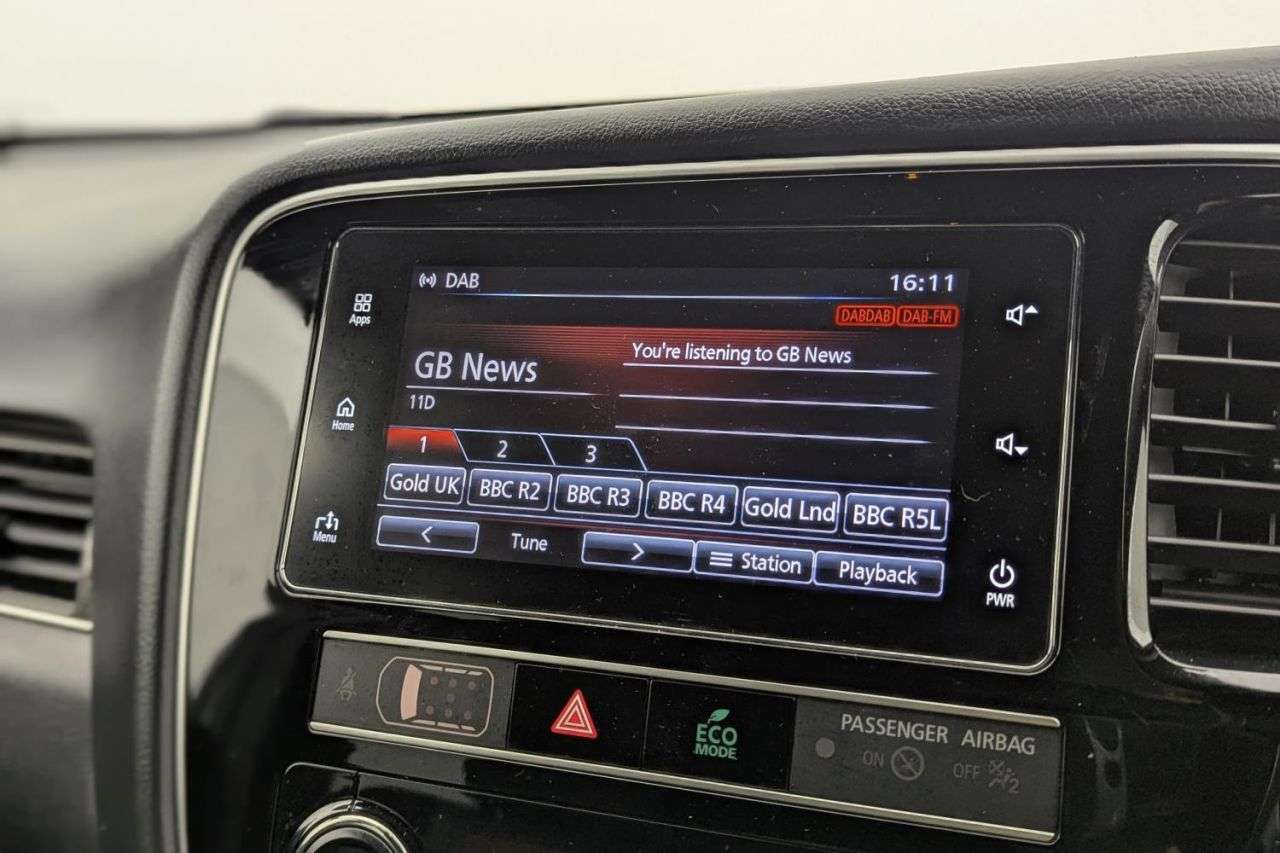 DAB
16:11
DABDAB DAB-FM
GB News
You're listening to GB News
11D
1 2 3
Gold UK BBC R2 BBC R3 BBC R4 Gold Lnd BBC R5L
< Tune > Station Playback
Apps
Home
Menu
PWR
ECO
MODE
PASSENGER AIRBAG
ON OFF 2